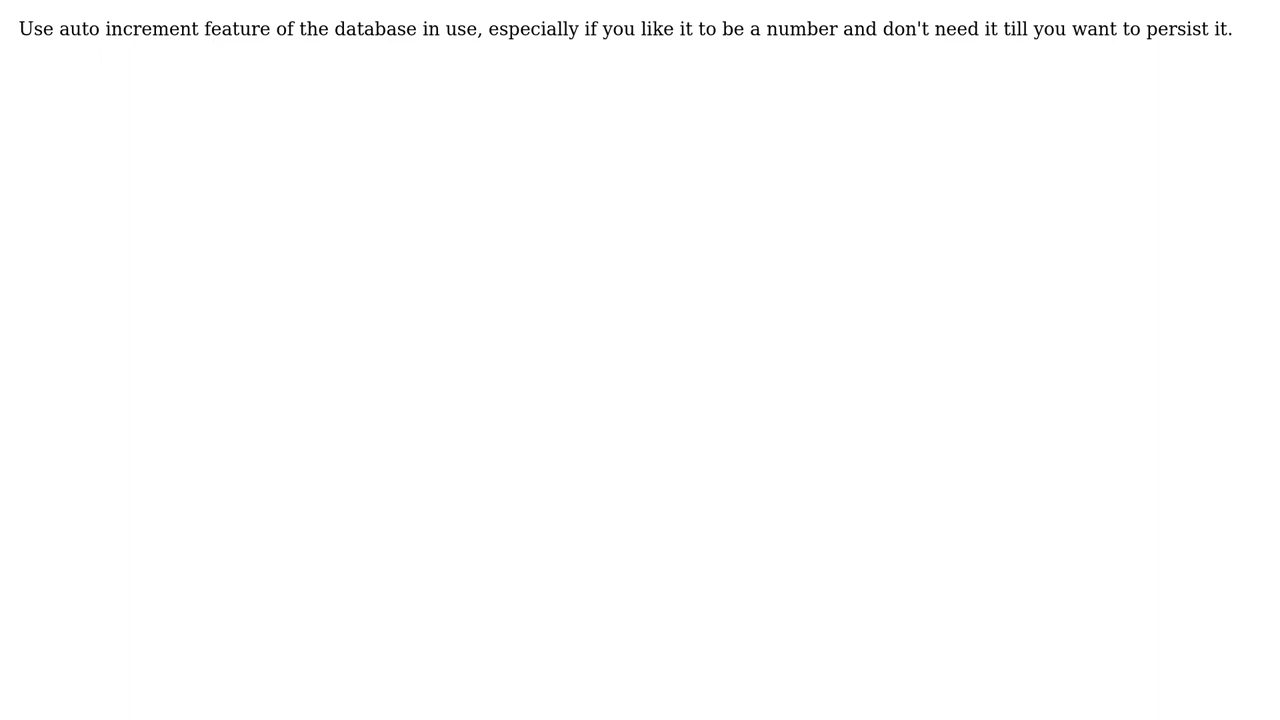 Use auto increment feature of the database in use, especially if you like it to be a number and don't need it till you want to persist it.